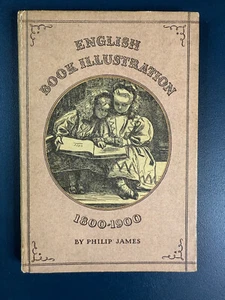 ENGLISH
BOOK ILLUSTRATION
1800-1900
BY PHILIP JAMES